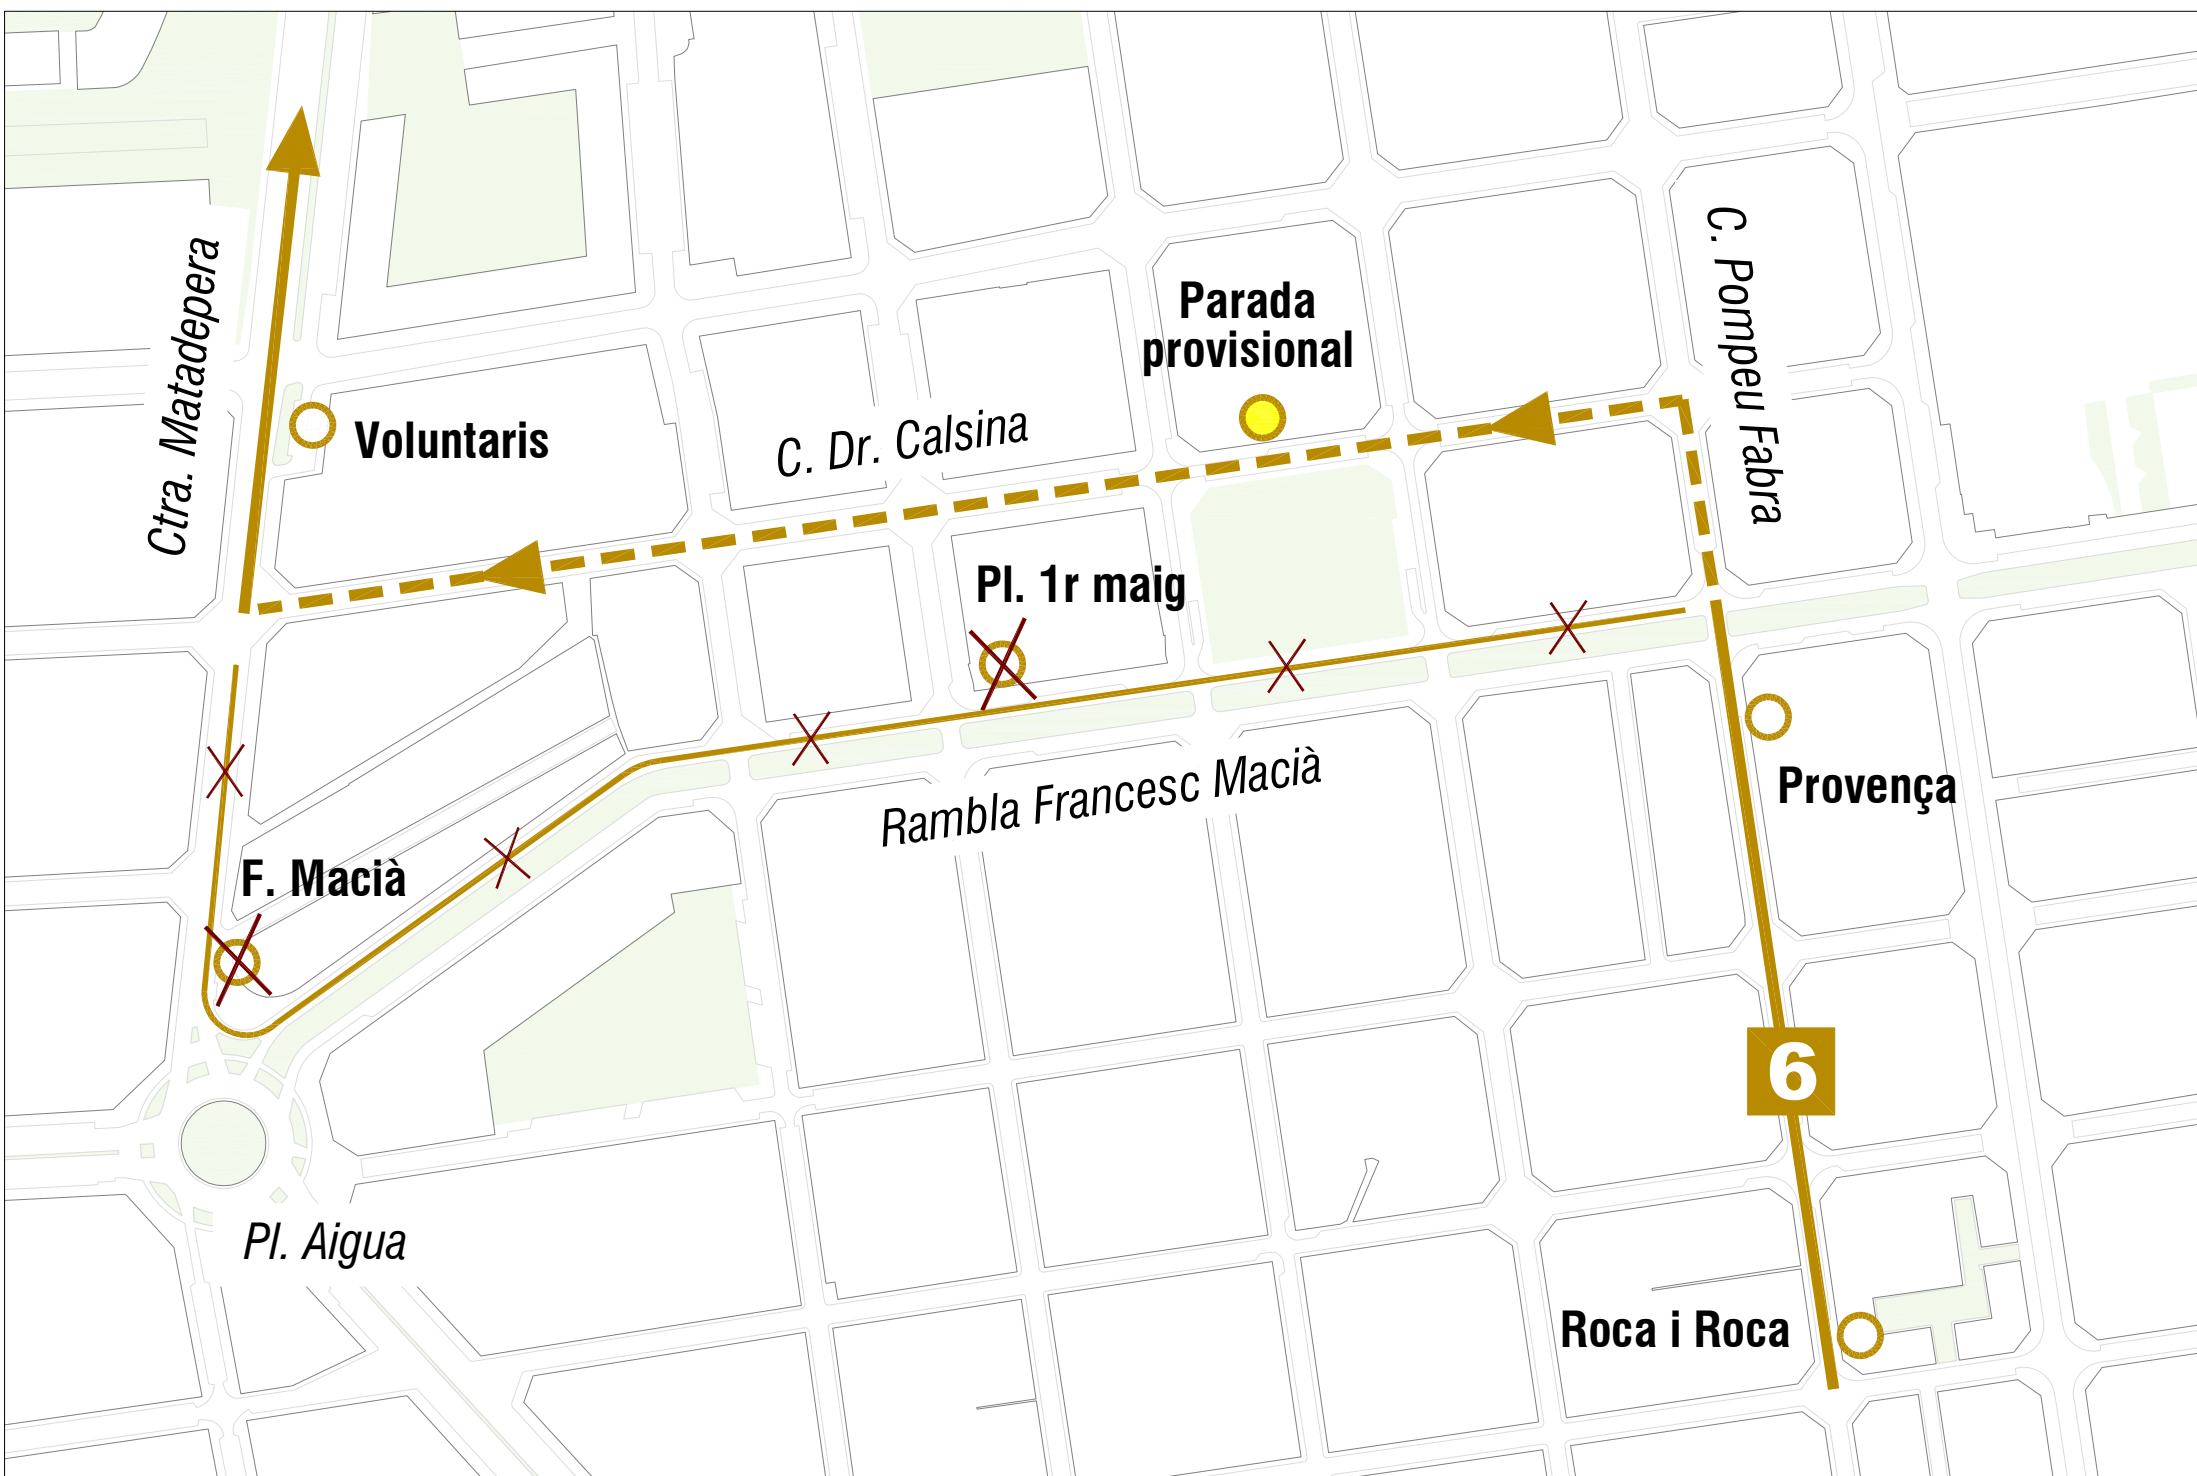 Ctra. Matadepera
C. Pompeu Fabra
Parada
provisional
Voluntaris
C. Dr. Calsina
Pl. 1r maig
Provença
Rambla Francesc Macià
F. Macià
6
Pl. Aigua
Roca i Roca